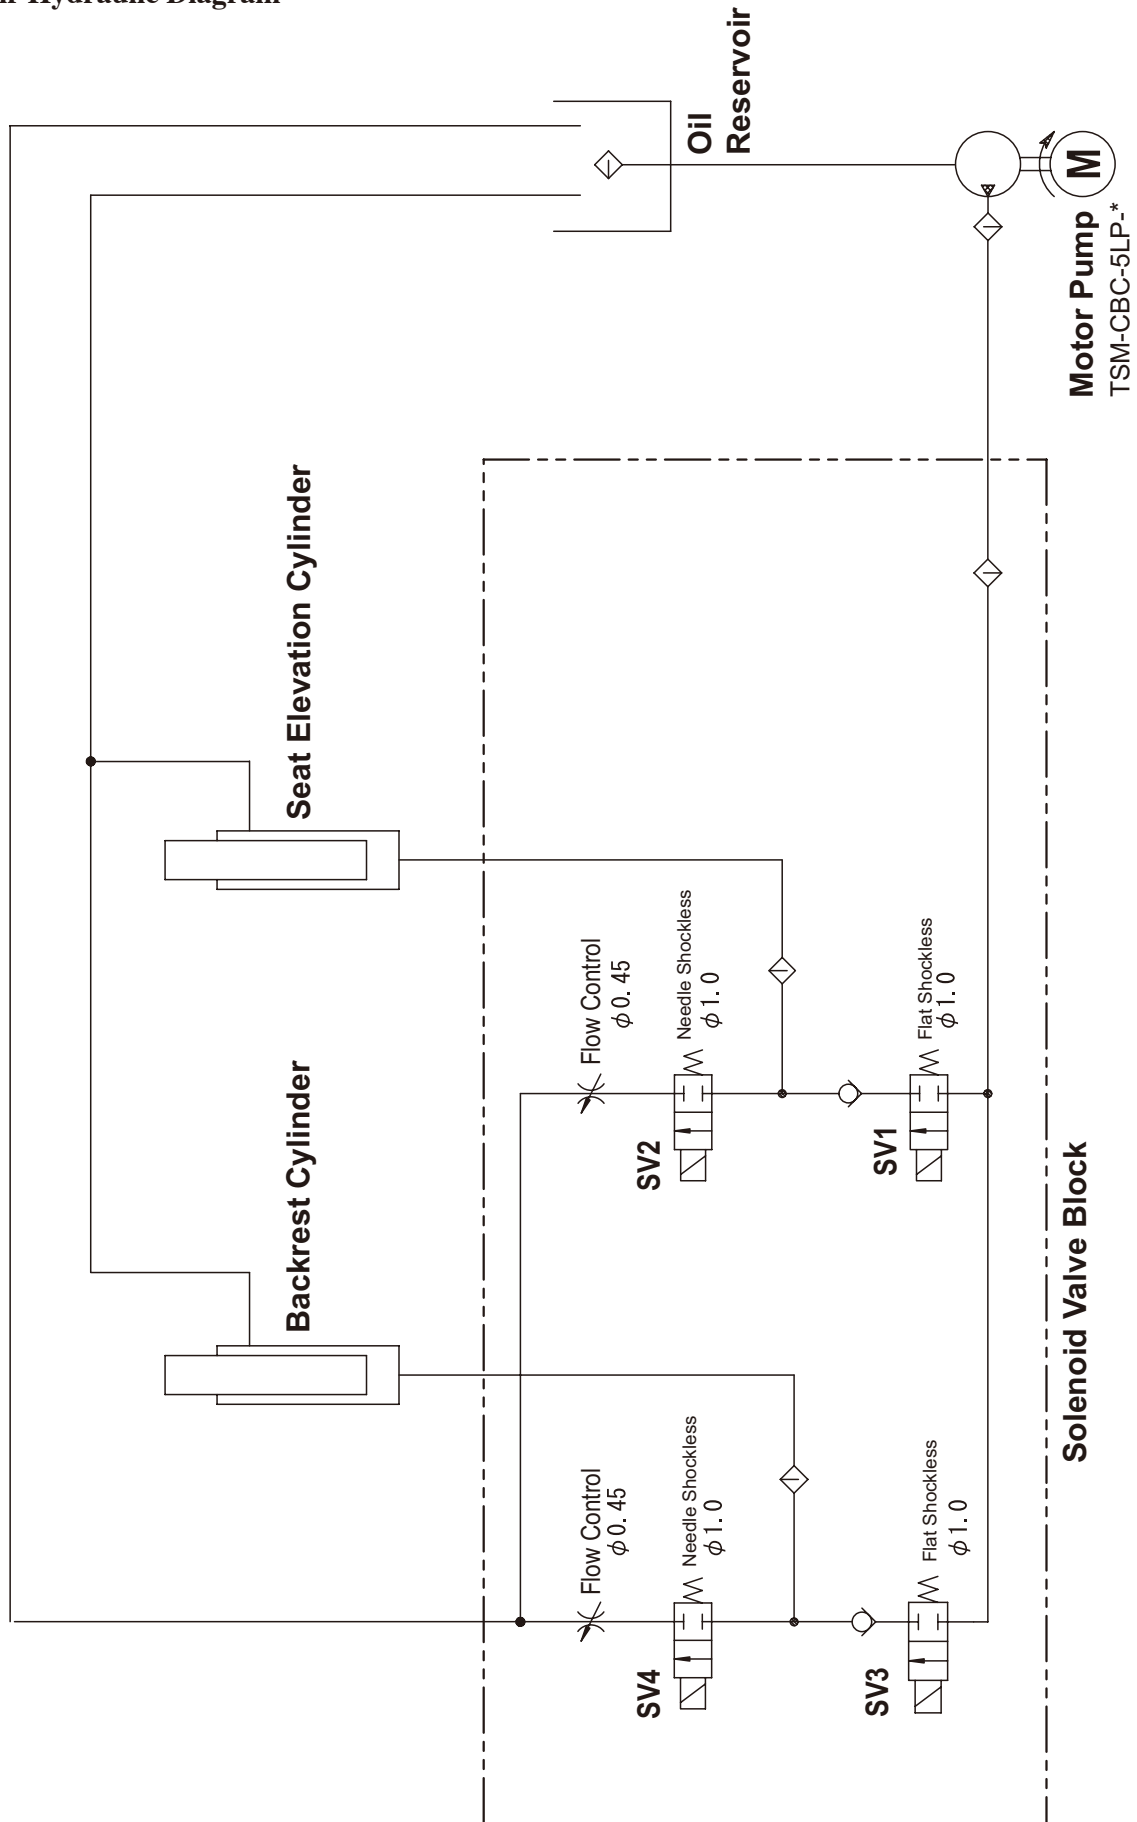 Hydraulic Diagram
Oil
Reservoir
M
Motor Pump
TSM-CBC-5LP-*
Seat Elevation Cylinder
Backrest Cylinder
Flow Control
φ0.45
Needle Shockless
φ1.0
SV2
Flat Shockless
φ1.0
SV1
Flow Control
φ0.45
Needle Shockless
φ1.0
SV4
Flat Shockless
φ1.0
SV3
Solenoid Valve Block